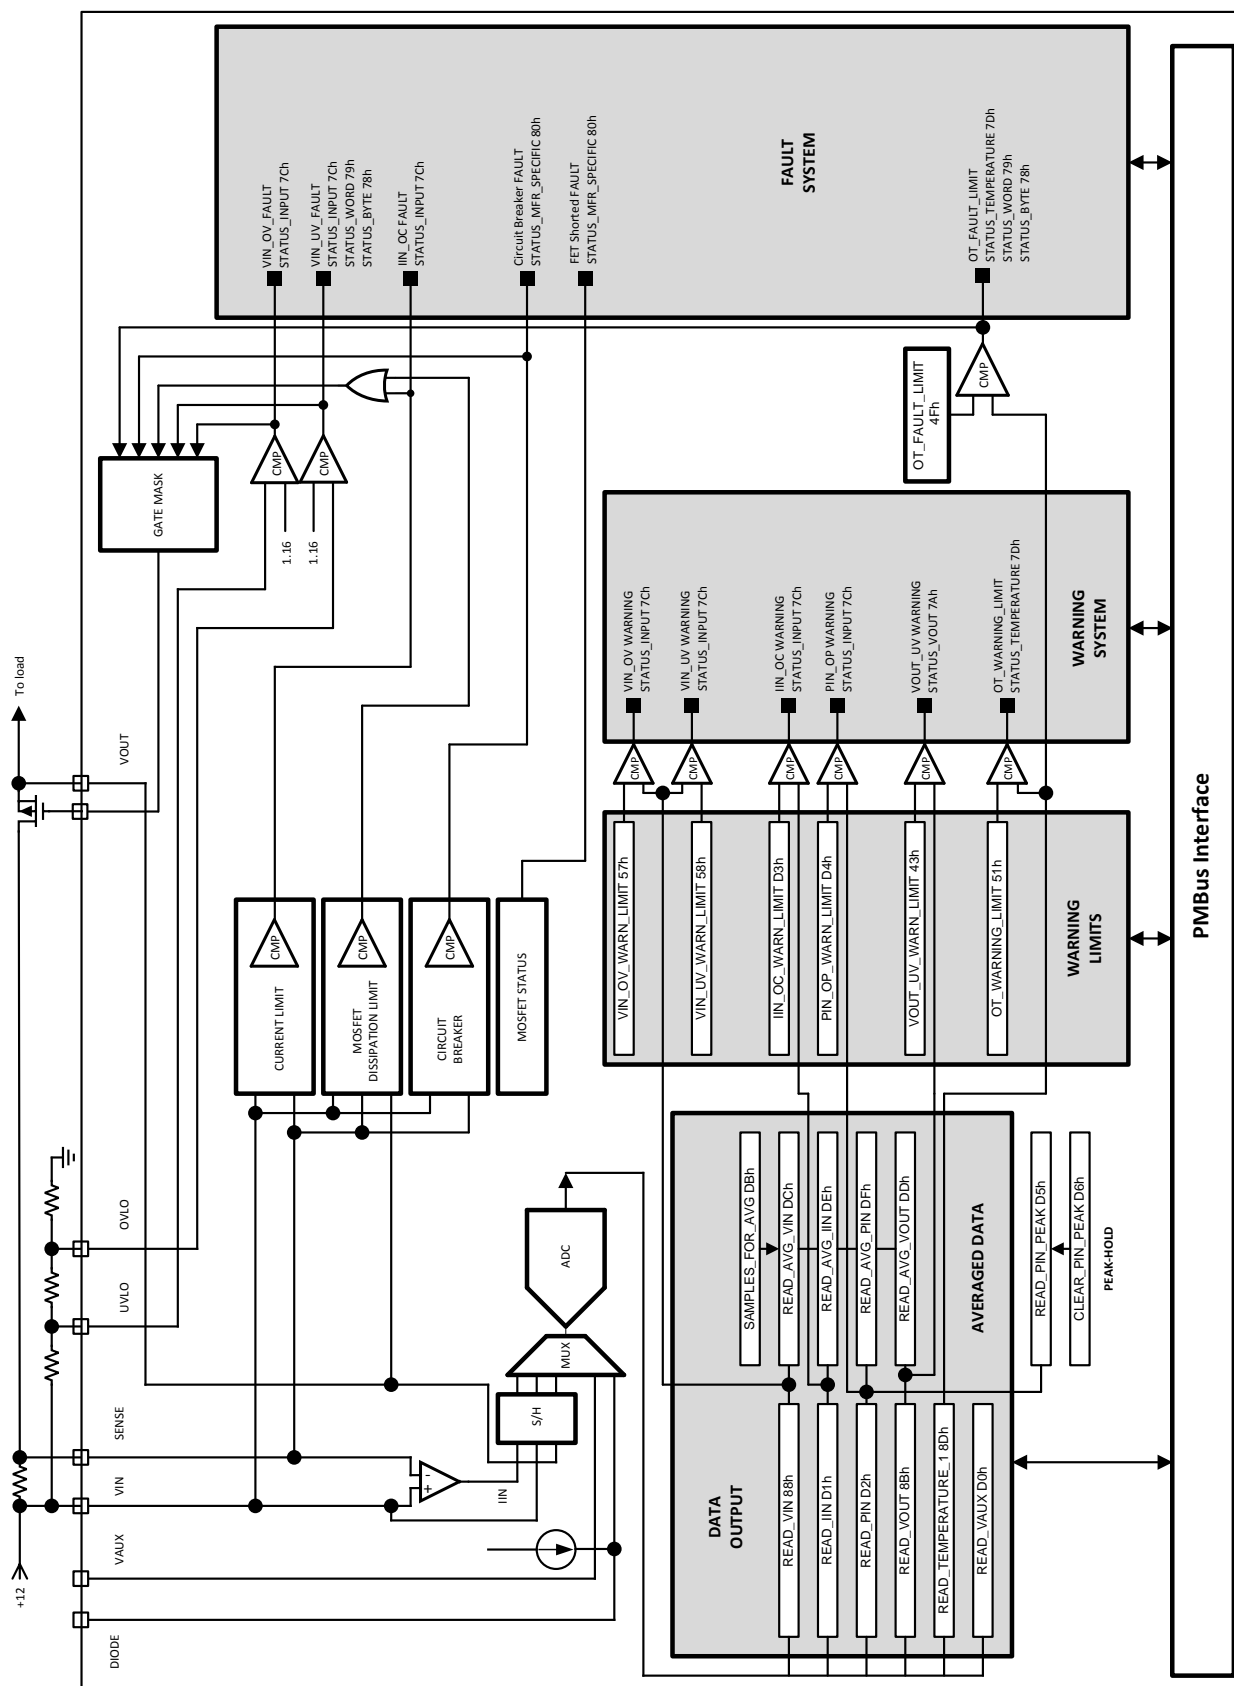 +12
To load
DIODE
VAUX
VIN
SENSE
UVLO
OVLO
VOUT
GATE MASK
IIN
+
-
S/H
MUX
ADC
CURRENT LIMIT
CMP
MOSFET
DISSIPATION LIMIT
CMP
CIRCUIT
BREAKER
CMP
MOSFET STATUS
1.16
1.16
CMP
CMP
VIN_OV_FAULT
STATUS_INPUT 7Ch
VIN_UV_FAULT
STATUS_INPUT 7Ch
STATUS_WORD 79h
STATUS_BYTE 78h
IIN_OC FAULT
STATUS_INPUT 7Ch
Circuit Breaker FAULT
STATUS_MFR_SPECIFIC 80h
FET Shorted FAULT
STATUS_MFR_SPECIFIC 80h
FAULT
SYSTEM
OT_FAULT_LIMIT
STATUS_TEMPERATURE 7Dh
STATUS_WORD 79h
STATUS_BYTE 78h
OT_FAULT_LIMIT
4Fh
CMP
DATA
OUTPUT
READ_VIN 88h
READ_IIN D1h
READ_PIN D2h
READ_VOUT 8Bh
READ_TEMPERATURE_1 8Dh
READ_VAUX D0h
SAMPLES_FOR_AVG DBh
READ_AVG_VIN DCh
READ_AVG_IIN DEh
READ_AVG_PIN DFh
READ_AVG_VOUT DDh
AVERAGED DATA
READ_PIN_PEAK D5h
CLEAR_PIN_PEAK D6h
PEAK-HOLD
VIN_OV_WARN_LIMIT 57h
VIN_UV_WARN_LIMIT 58h
IIN_OC_WARN_LIMIT D3h
PIN_OP_WARN_LIMIT D4h
VOUT_UV_WARN_LIMIT 43h
OT_WARNING_LIMIT 51h
WARNING
LIMITS
CMP
CMP
CMP
CMP
CMP
CMP
VIN_OV WARNING
STATUS_INPUT 7Ch
VIN_UV WARNING
STATUS_INPUT 7Ch
IIN_OC WARNING
STATUS_INPUT 7Ch
PIN_OP WARNING
STATUS_INPUT 7Ch
VOUT_UV WARNING
STATUS_VOUT 7Ah
OT_WARNING_LIMIT
STATUS_TEMPERATURE 7Dh
WARNING
SYSTEM
PMBus Interface